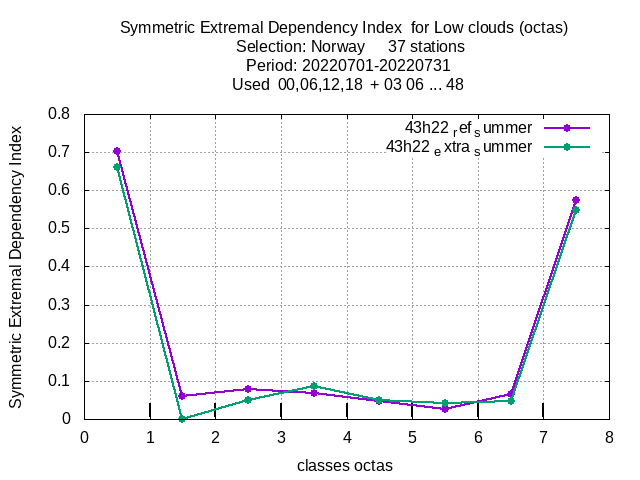 Symmetric Extremal Dependency Index for Low clouds (octas)
Selection: Norway 37 stations
Period: 20220701-20220731
Used 00,06,12,18 + 03 06 ... 48
43h22 ref summer
43h22 extra summer
Symmetric Extremal Dependency Index
0.8
0.7
0.6
0.5
0.4
0.3
0.2
0.1
0
0 1 2 3 4 5 6 7 8
classes octas